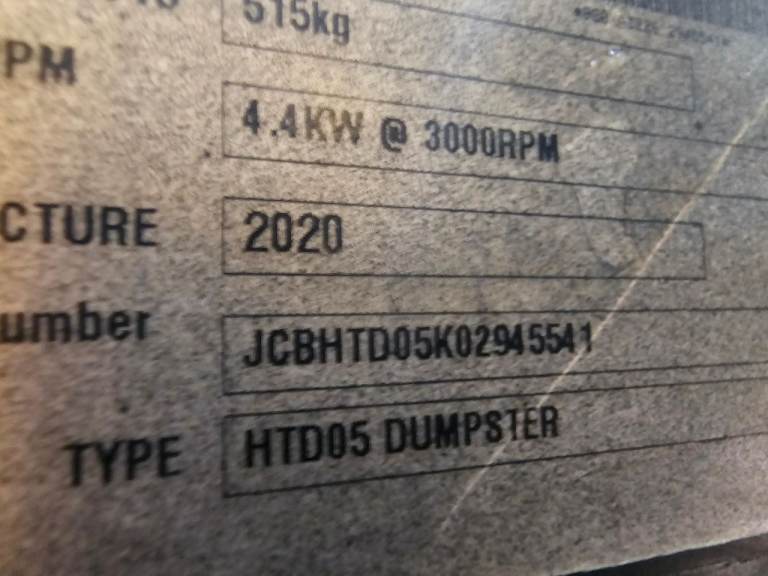 515kg
PM 4.4KW @ 3000RPM
CTURE 2020
umber JCBHTD05K02945541
TYPE HTD05 DUMPSTER